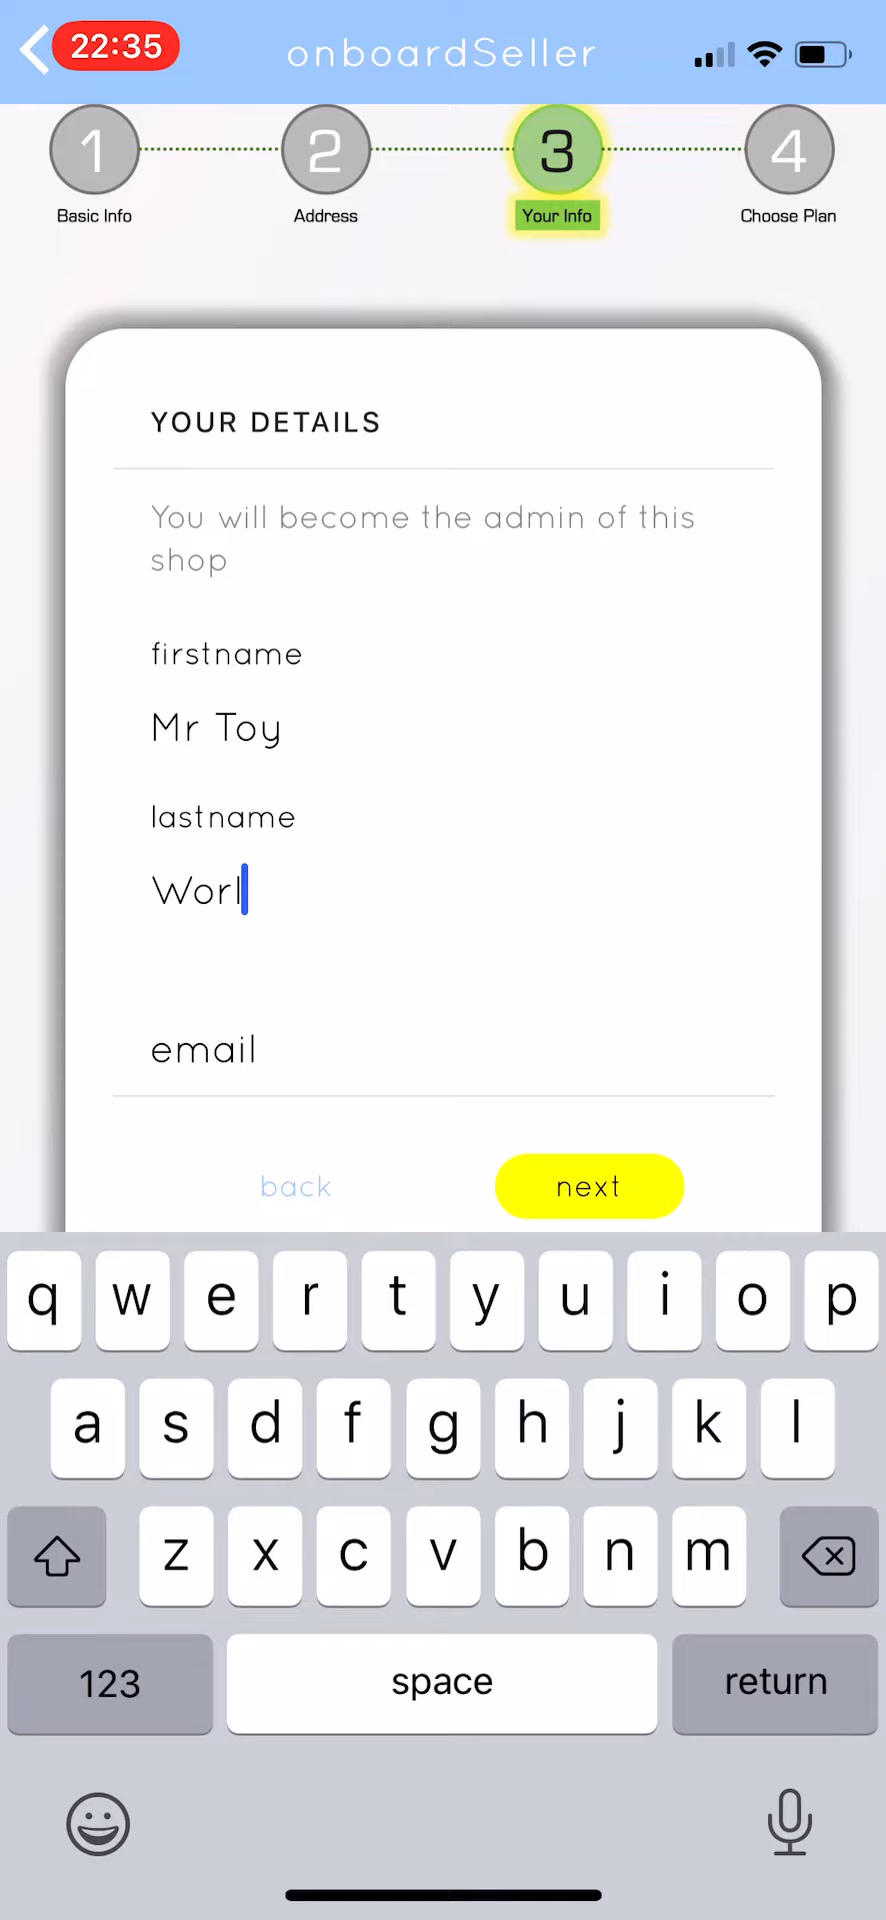 22:35
onboardSeller
1
2
3
4
Basic Info
Address
Your Info
Choose Plan
YOUR DETAILS
You will become the admin of this
shop
firstname
Mr Toy
lastname
Worl
email
back
next
q w e r t y u i o p
a s d f g h j k l
z x c v b n m
123
space
return